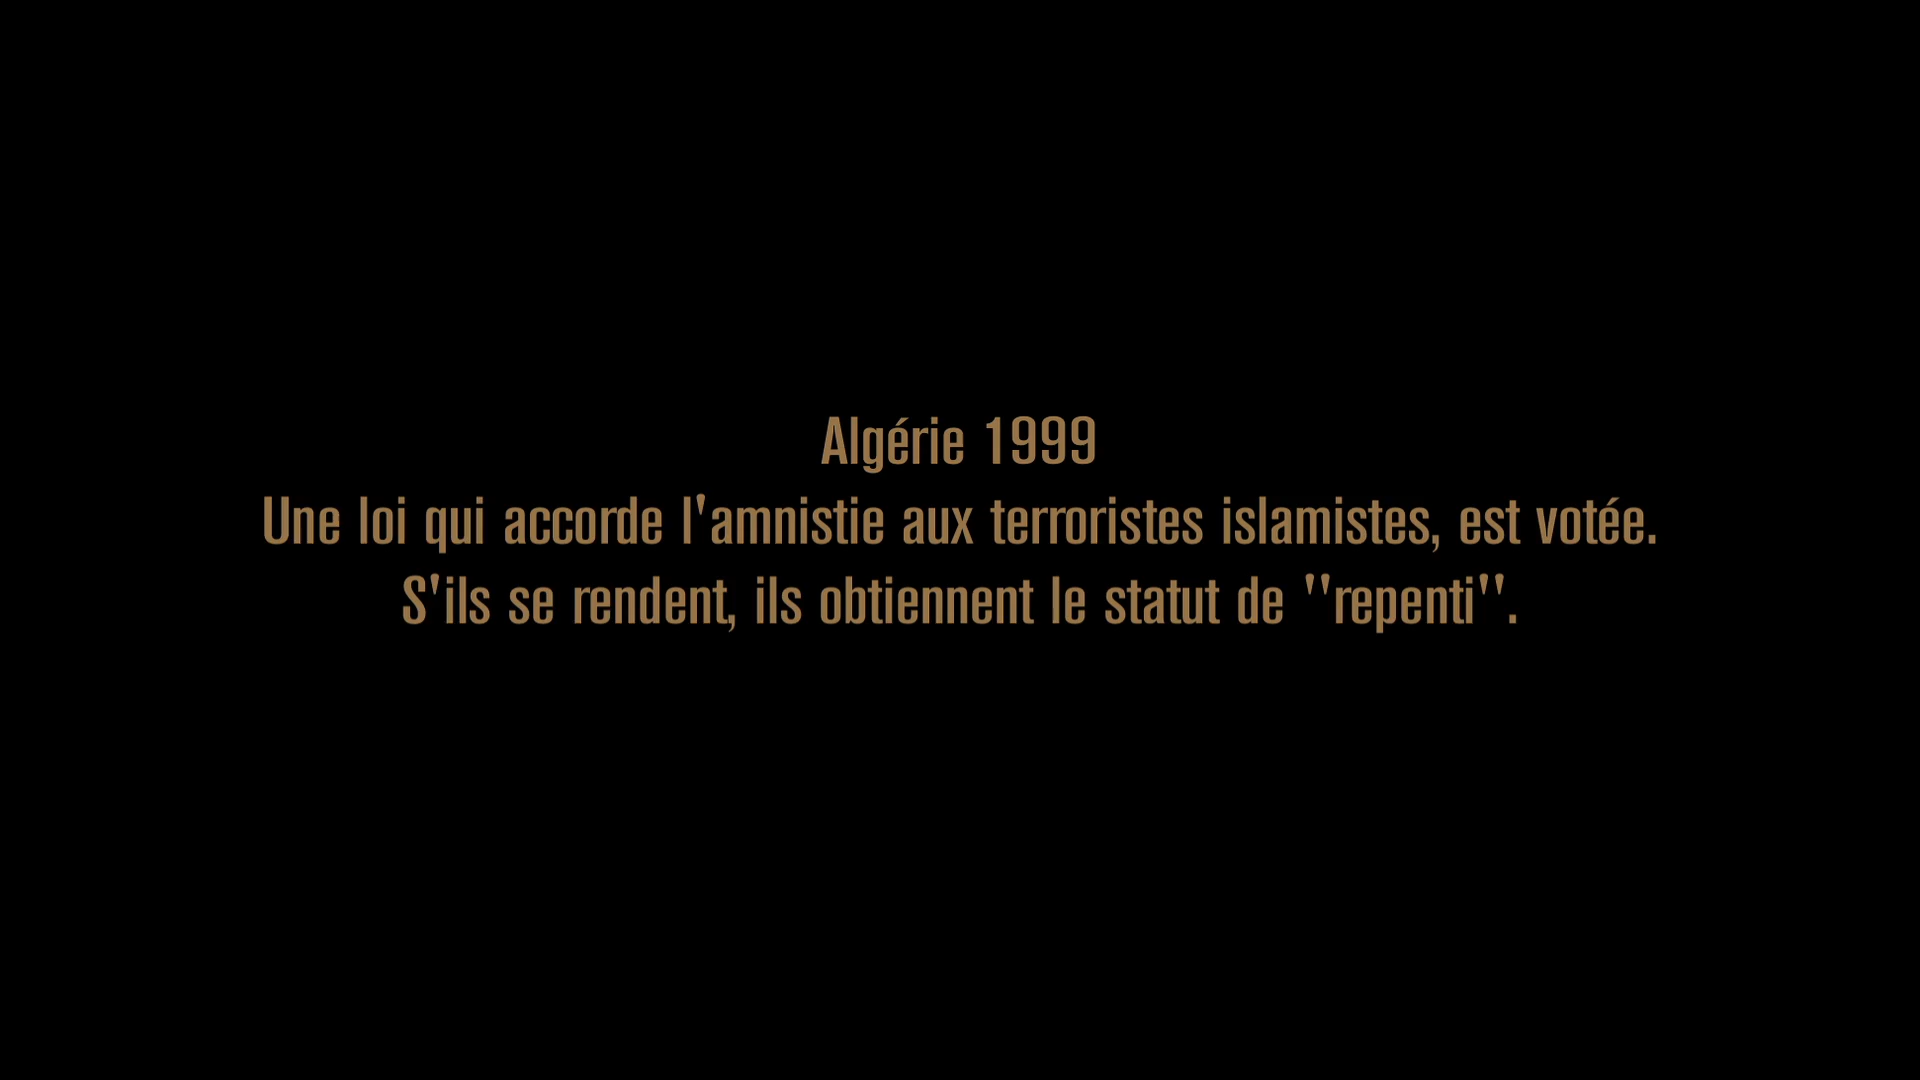 Algérie 1999
Une loi qui accorde l'amnistie aux terroristes islamistes, est votée.
S'ils se rendent, ils obtiennent le statut de ''repenti''.